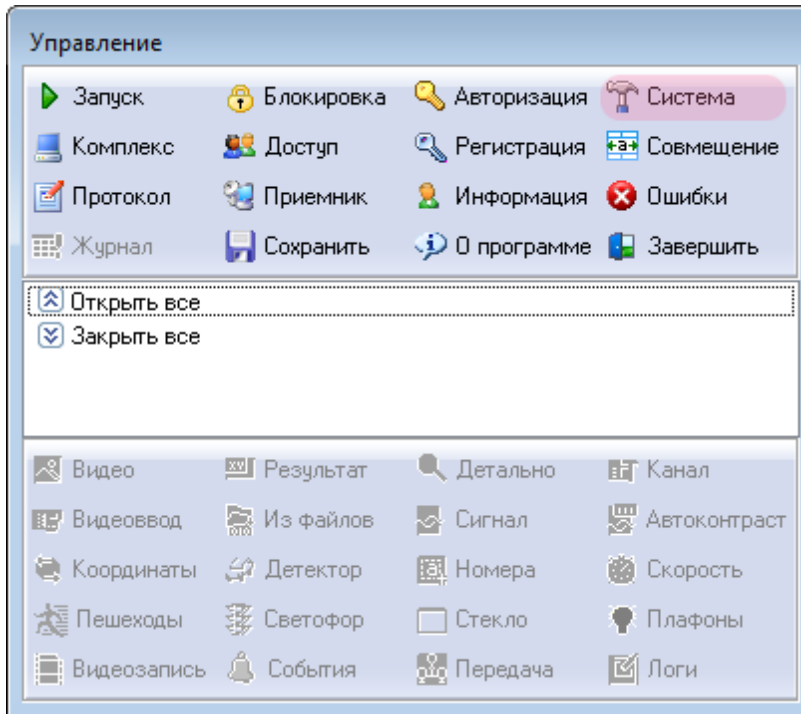 Управление
Запуск Блокировка Авторизация Система
Комплекс Доступ Регистрация Совмещение
Протокол Приемник Информация Ошибки
Журнал Сохранить О программе Завершить
Открыть все
Закрыть все
Видео Результат Детально Канал
Видеоввод Из файлов Сигнал Автоконтраст
Координаты Детектор Номера Скорость
Пешеходы Светофор Стекло Плафоны
Видеозапись События Передача Логи